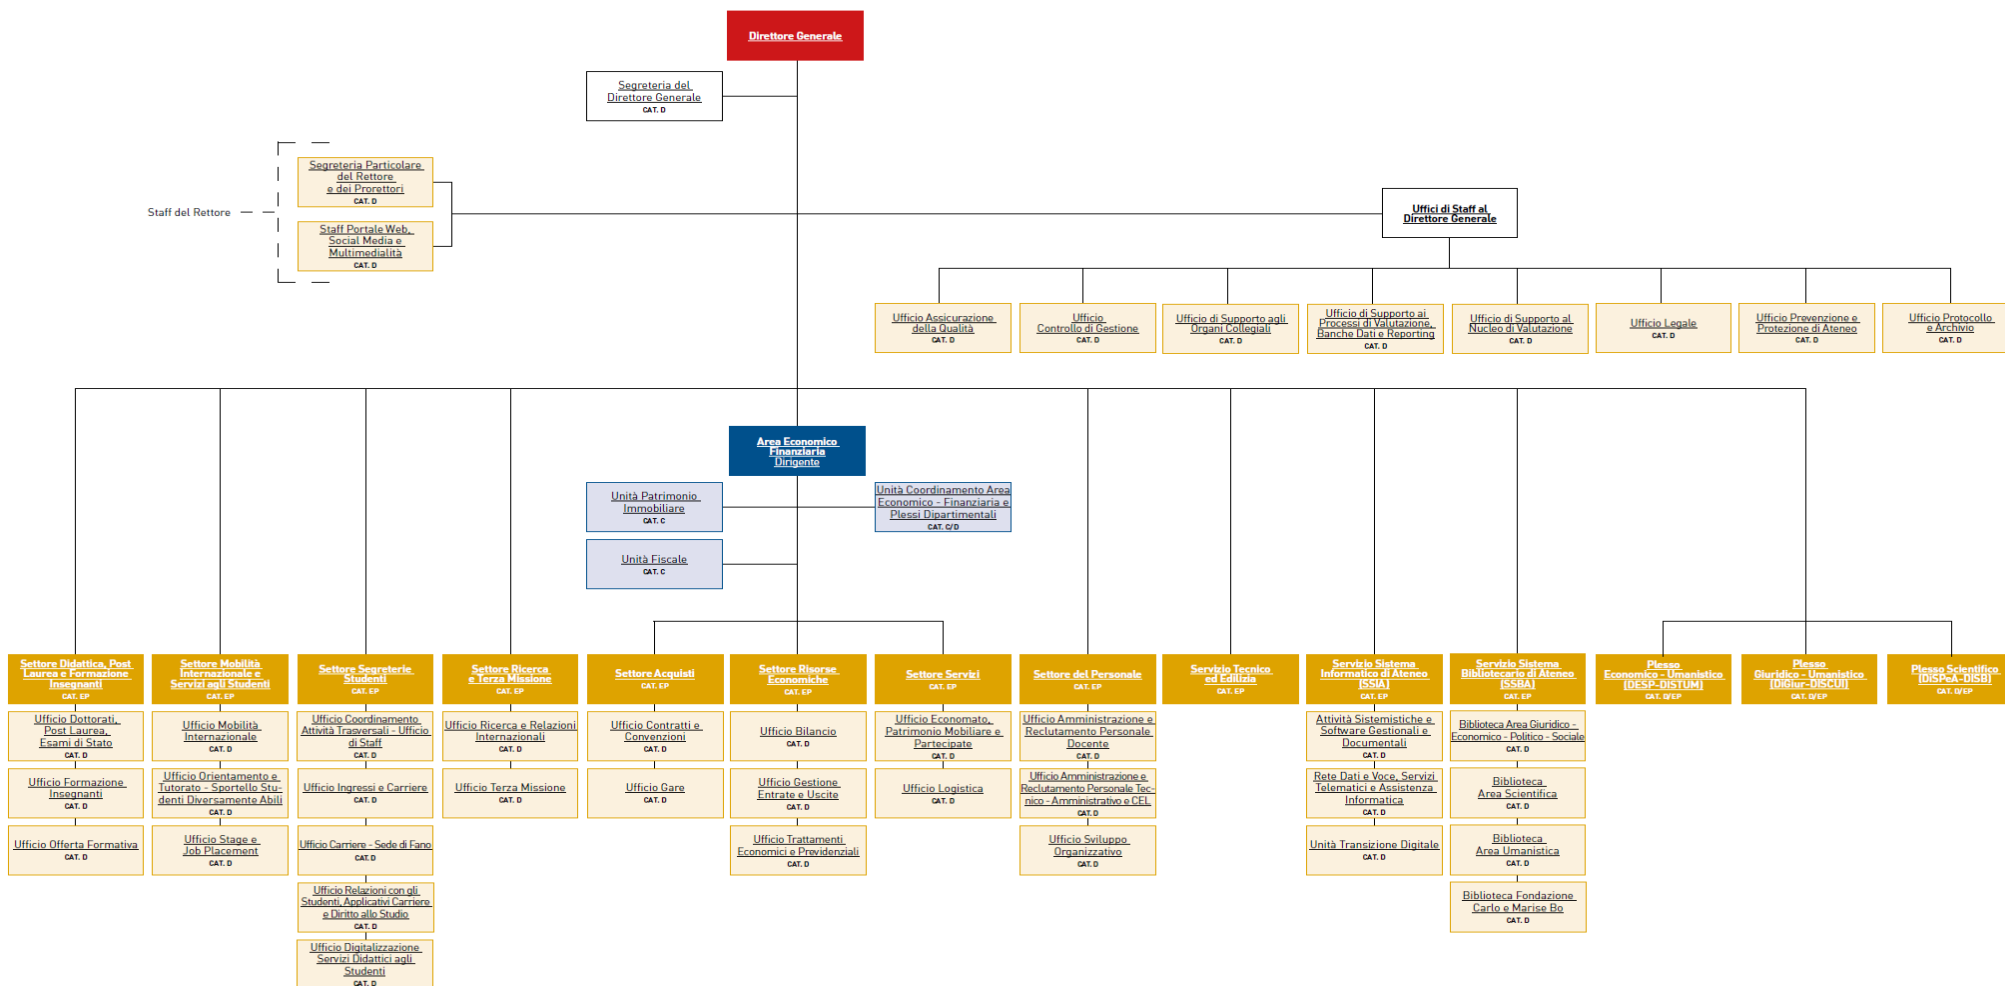 Direttore Generale
Segreteria del
Direttore Generale
CAT. D
Segreteria Particolare
del Rettore
e dei Prorettori
CAT. D
Staff del Rettore
Staff Portale Web,
Social Media e
Multimedialità
CAT. D
Uffici di Staff al
Direttore Generale
Ufficio Assicurazione
della Qualità
CAT. D
Ufficio
Controllo di Gestione
CAT. D
Ufficio di Supporto agli
Organi Collegiali
CAT. D
Ufficio di Supporto ai
Processi di Valutazione,
Banche Dati e Reporting
CAT. D
Ufficio di Supporto al
Nucleo di Valutazione
CAT. D
Ufficio Legale
CAT. D
Ufficio Prevenzione e
Protezione di Ateneo
CAT. D
Ufficio Protocollo
e Archivio
CAT. D
Area Economico
Finanziaria
Dirigente
Unità Patrimonio
Immobiliare
CAT. C
Unità Coordinamento Area
Economico - Finanziaria e
Plessi Dipartimentali
CAT. C/D
Unità Fiscale
CAT. C
Settore Didattica, Post
Laurea e Formazione
Insegnanti
CAT. EP
Ufficio Dottorati,
Post Laurea,
Esami di Stato
CAT. D
Ufficio Formazione
Insegnanti
CAT. D
Ufficio Offerta Formativa
CAT. D
Settore Mobilità
Internazionale e
Servizi agli Studenti
CAT. EP
Ufficio Mobilità
Internazionale
CAT. D
Ufficio Orientamento e
Tutorato - Sportello Stu-
denti Diversamente Abili
CAT. D
Ufficio Stage e
Job Placement
CAT. D
Settore Segreterie
Studenti
CAT. EP
Ufficio Coordinamento
Attività Trasversali - Ufficio
di Staff
CAT. D
Ufficio Ingressi e Carriere
CAT. D
Ufficio Carriere - Sede di Fano
CAT. D
Ufficio Relazioni con gli
Studenti, Applicativi Carriere
e Diritto allo Studio
CAT. D
Ufficio Digitalizzazione
Servizi Didattici agli
Studenti
CAT. D
Settore Ricerca
e Terza Missione
CAT. EP
Ufficio Ricerca e Relazioni
Internazionali
CAT. D
Ufficio Terza Missione
CAT. D
Settore Acquisti
CAT. EP
Ufficio Contratti e
Convenzioni
CAT. D
Ufficio Gare
CAT. D
Settore Risorse
Economiche
CAT. EP
Ufficio Bilancio
CAT. D
Ufficio Gestione
Entrate e Uscite
CAT. D
Ufficio Trattamenti
Economici e Previdenziali
CAT. D
Settore Servizi
CAT. EP
Ufficio Economato,
Patrimonio Mobiliare e
Partecipate
CAT. D
Ufficio Logistica
CAT. D
Settore del Personale
CAT. EP
Ufficio Amministrazione e
Reclutamento Personale
Docente
CAT. D
Ufficio Amministrazione e
Reclutamento Personale Tec-
nico - Amministrativo e CEL
CAT. D
Ufficio Sviluppo
Organizzativo
CAT. D
Servizio Tecnico
ed Edilizia
CAT. EP
Servizio Sistema
Informatico di Ateneo
(SSIA)
CAT. EP
Attività Sistemistiche e
Software Gestionali e
Documentali
CAT. D
Rete Dati e Voce, Servizi
Telematici e Assistenza
Informatica
CAT. D
Unità Transizione Digitale
CAT. D
Servizio Sistema
Bibliotecario di Ateneo
(SSBA)
CAT. EP
Biblioteca Area Giuridico -
Economico - Politico - Sociale
CAT. D
Biblioteca
Area Scientifica
CAT. D
Biblioteca
Area Umanistica
CAT. D
Biblioteca Fondazione
Carlo e Marise Bo
CAT. D
Plesso
Economico - Umanistico
(DESP-DISTUM)
CAT. D/EP
Plesso
Giuridico - Umanistico
(DiGiur-DISCUI)
CAT. D/EP
Plesso Scientifico
(DiSPeA-DISB)
CAT. D/EP